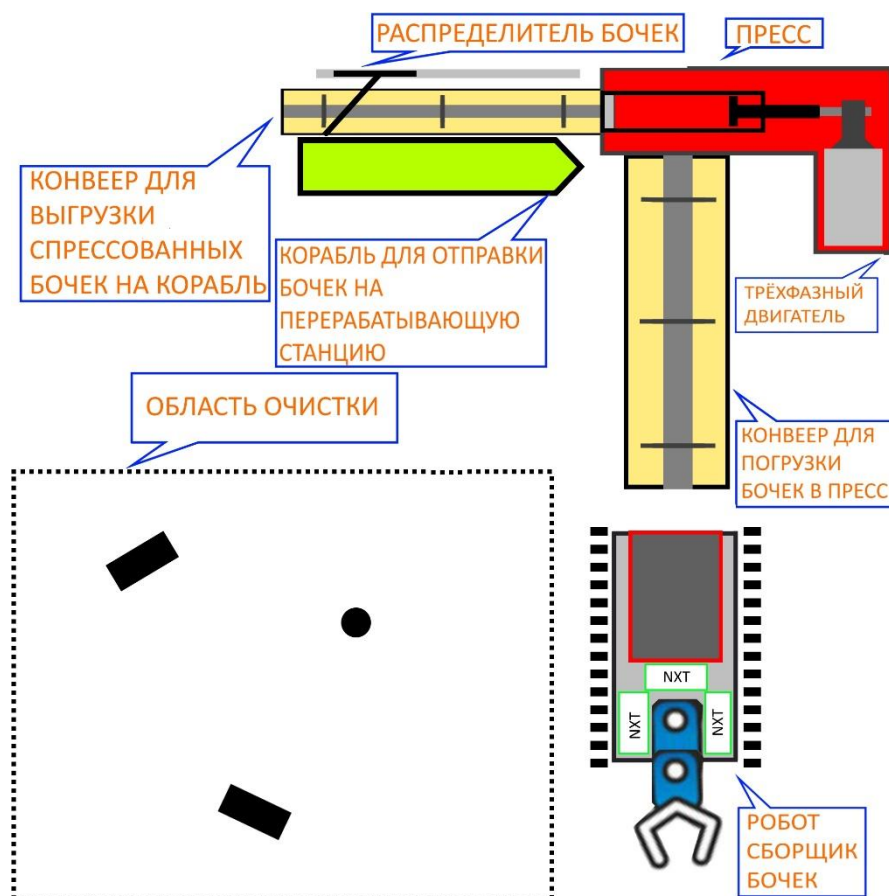 РАСПРЕДЕЛИТЕЛЬ БОЧЕК
ПРЕСС
КОНВЕЕР ДЛЯ
ВЫГРУЗКИ
СПРЕССОВАННЫХ
БОЧЕК НА КОРАБЛЬ
КОРАБЛЬ ДЛЯ ОТПРАВКИ
БОЧЕК НА
ПЕРЕРАБАТЫВАЮЩУЮ
СТАНЦИЮ
ТРЁХФАЗНЫЙ
ДВИГАТЕЛЬ
ОБЛАСТЬ ОЧИСТКИ
КОНВЕЕР ДЛЯ
ПОГРУЗКИ
БОЧЕК В ПРЕСС
NXT
NXT
NXT
РОБОТ
СБОРЩИК
БОЧЕК